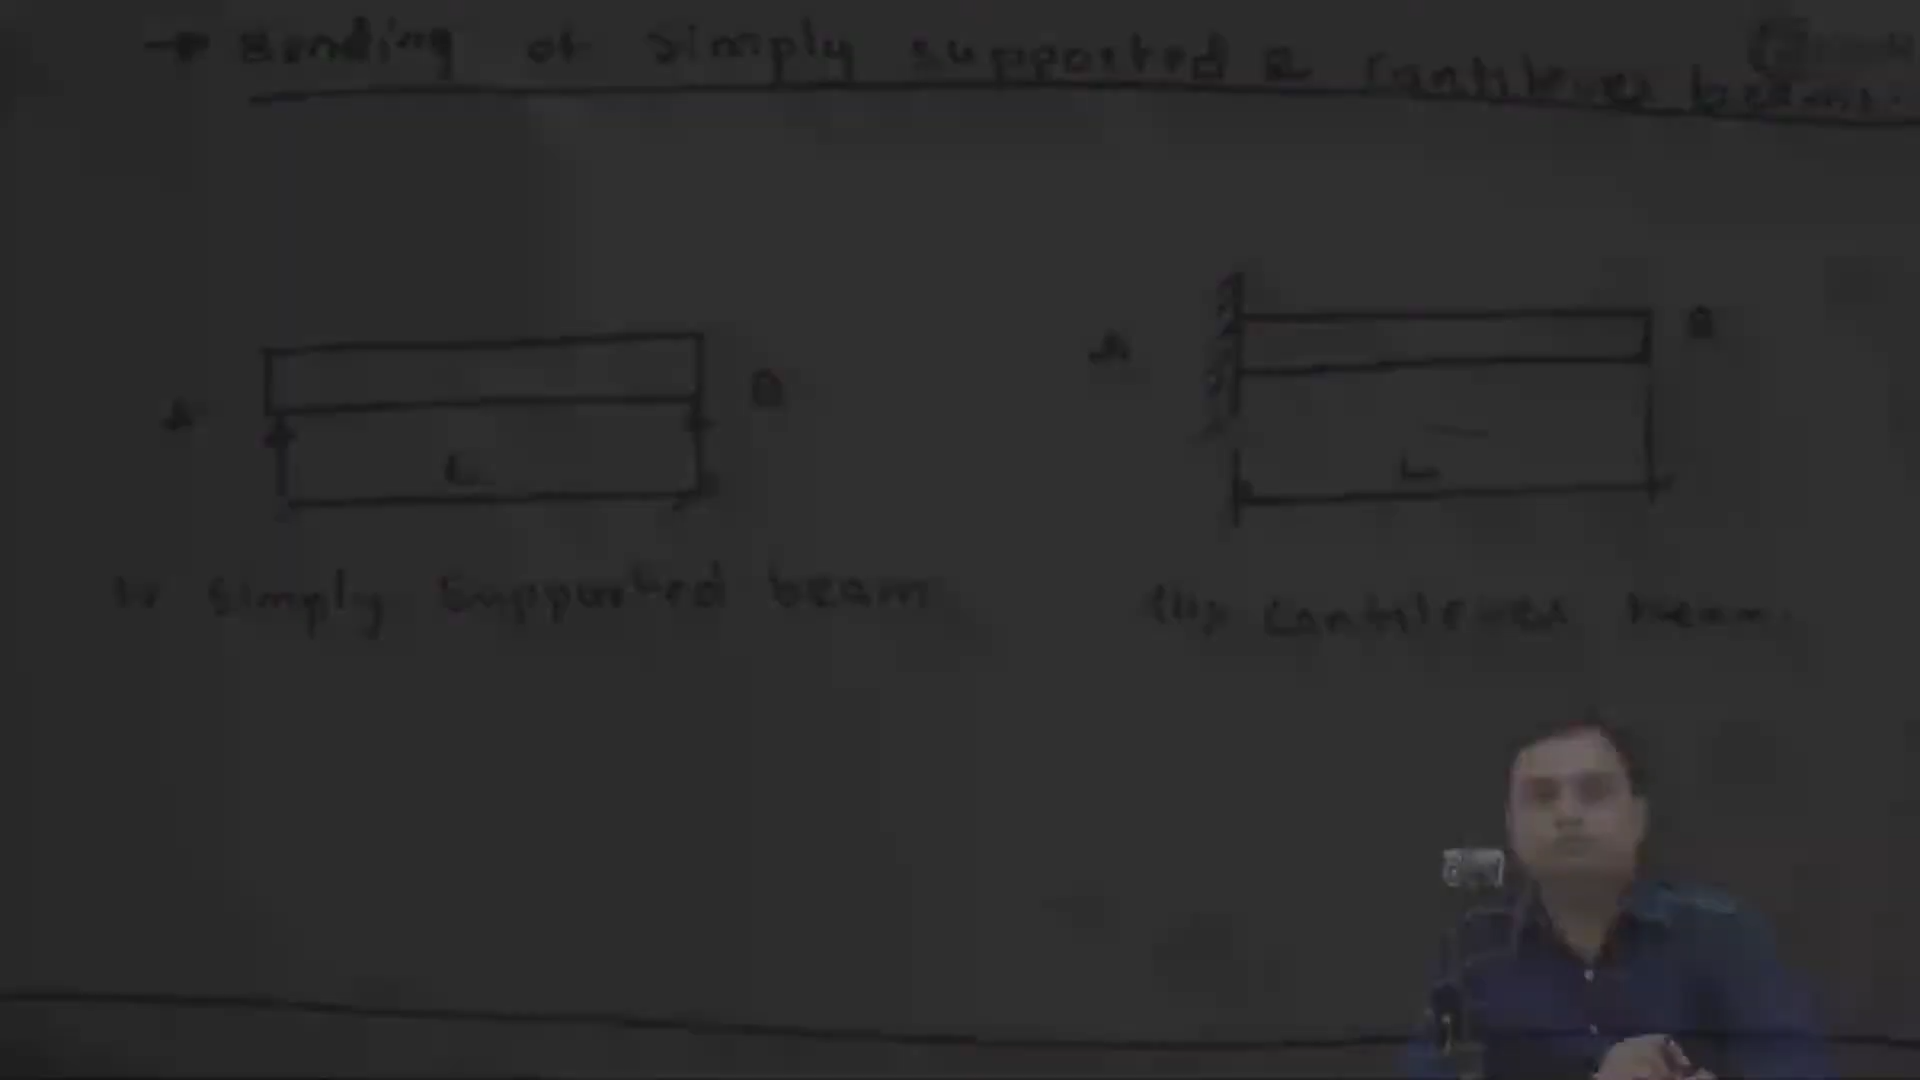 → Bending of simply supported & Cantilever beams.
A
B
L
A
B
L
Simply Supported beam
(ii) Cantilever beam.